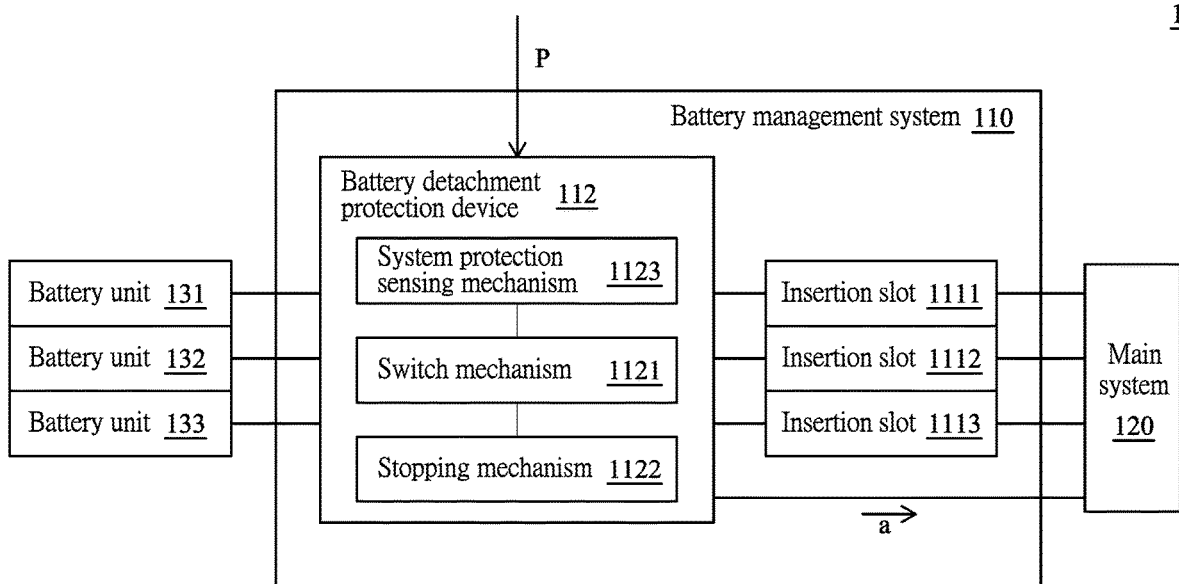 1
P
Battery management system 110
Battery detachment
protection device 112
System protection
sensing mechanism 1123
Battery unit 131
Insertion slot 1111
Battery unit 132
Switch mechanism 1121
Insertion slot 1112
Main
system
120
Battery unit 133
Insertion slot 1113
Stopping mechanism 1122
a